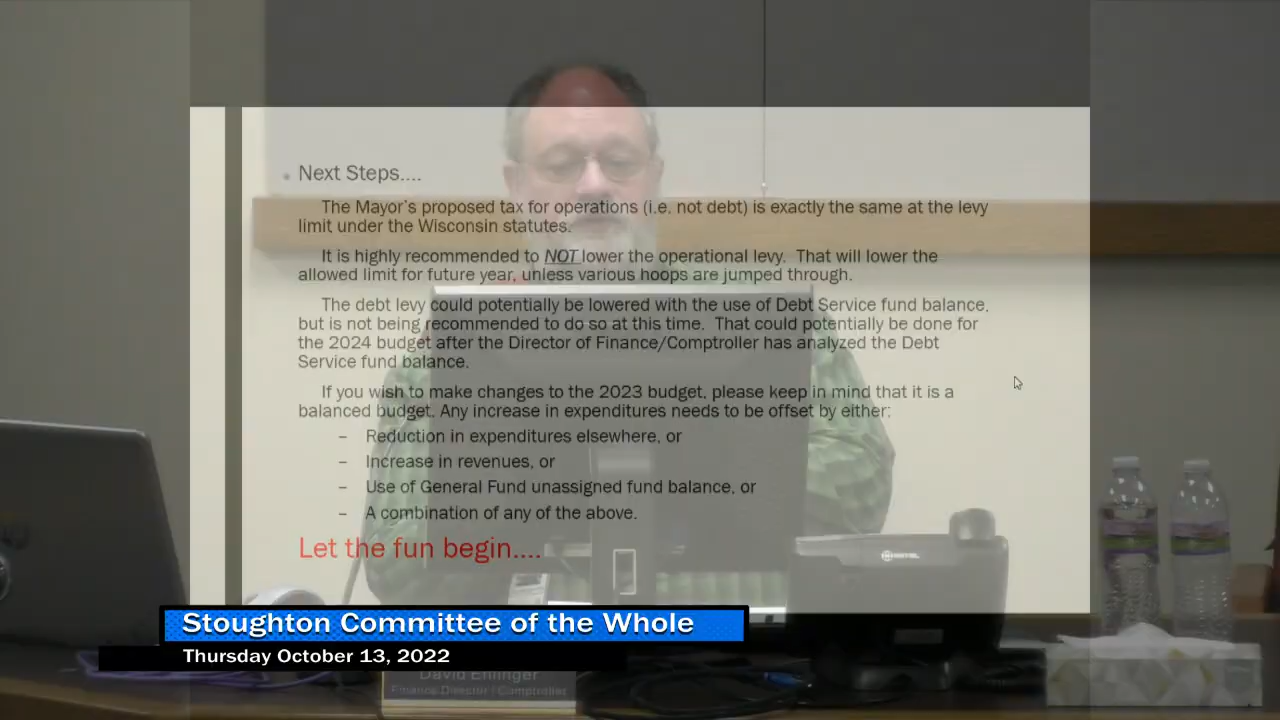 Next Steps....
The Mayor's proposed tax for operations (i.e. not debt) is exactly the same at the levy
limit under the Wisconsin statutes.
It is highly recommended to NOT lower the operational levy. That will lower the
allowed limit for future year, unless various hoops are jumped through.
The debt levy could potentially be lowered with the use of Debt Service fund balance,
but is not being recommended to do so at this time. That could potentially be done for
the 2024 budget after the Director of Finance/Comptroller has analyzed the Debt
Service fund balance.
If you wish to make changes to the 2023 budget, please keep in mind that it is a
balanced budget. Any increase in expenditures needs to be offset by either:
– Reduction in expenditures elsewhere, or
– Increase in revenues, or
– Use of General Fund unassigned fund balance, or
– A combination of any of the above.
Let the fun begin....
MITEL
Stoughton Committee of the Whole
Thursday October 13, 2022
David Ehlinger
Finance Director / Comptroller